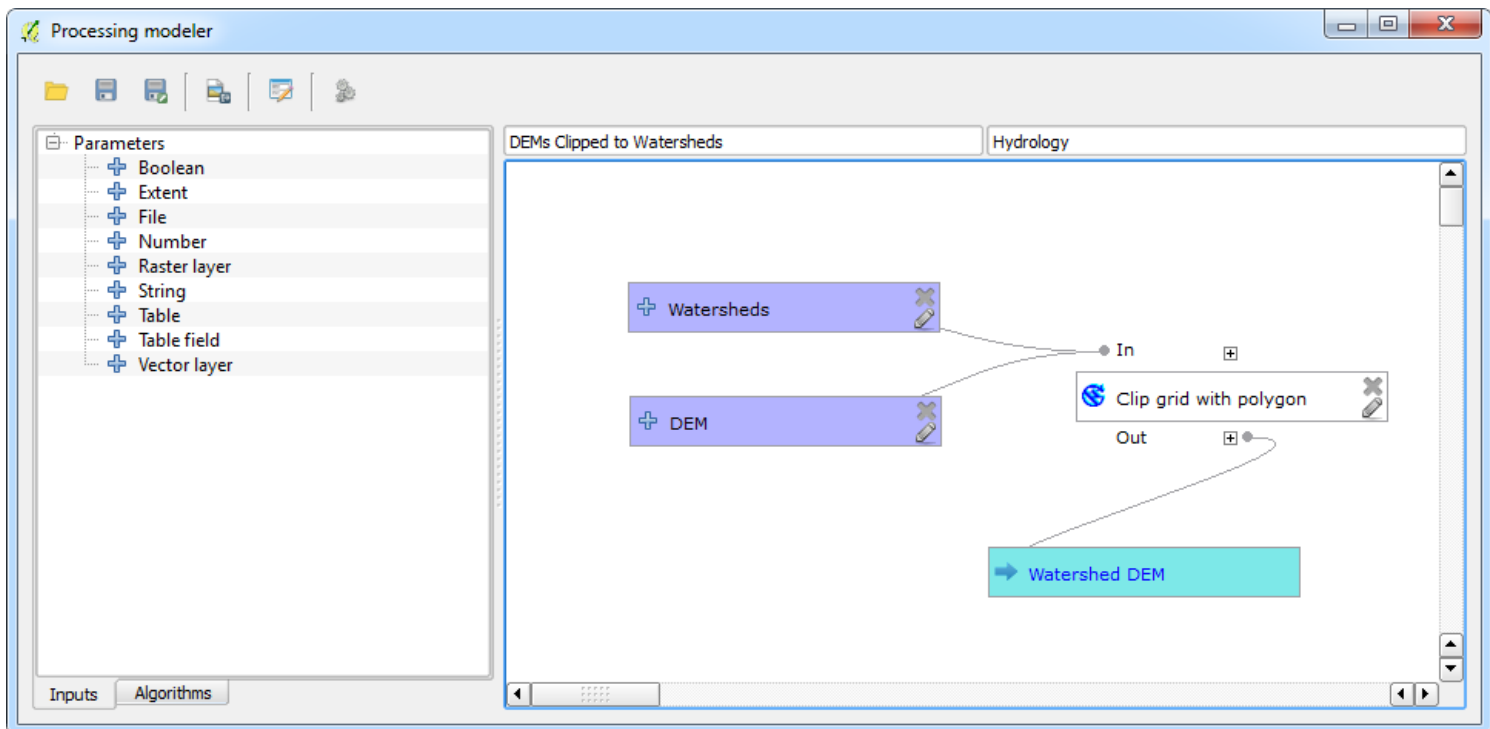 Processing modeler
Parameters
Boolean
Extent
File
Number
Raster layer
String
Table
Table field
Vector layer
Inputs
Algorithms
DEMs Clipped to Watersheds
Hydrology
Watersheds
In
DEM
Clip grid with polygon
Out
Watershed DEM